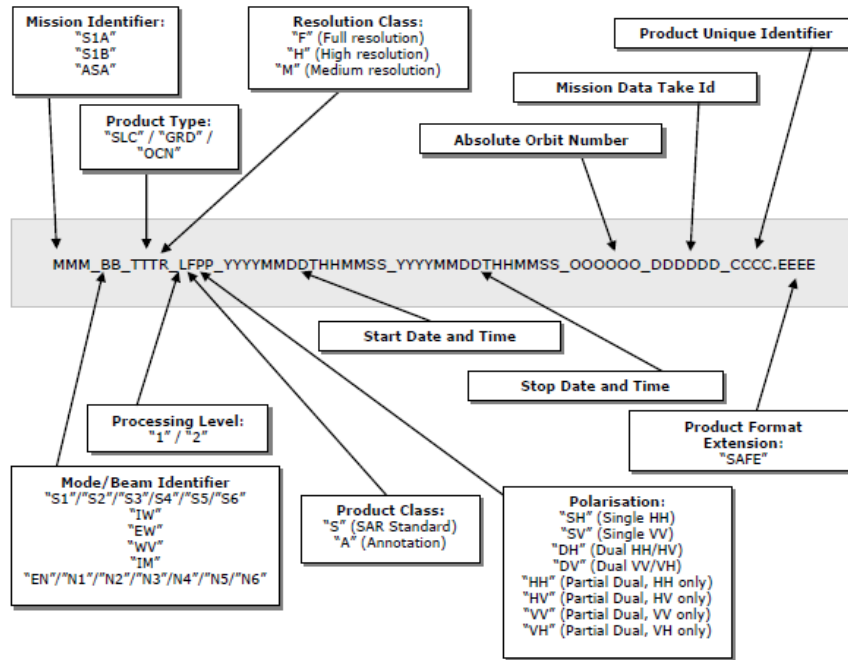 Mission Identifier:
“S1A”
“S1B”
“ASA”
Resolution Class:
“F” (Full resolution)
“H” (High resolution)
“M” (Medium resolution)
Product Unique Identifier
Mission Data Take Id
Product Type:
“SLC” / “GRD” /
“OCN”
Absolute Orbit Number
MMM_BB_TTTR_LFPP_YYYYMMDDTHHMMSS_YYYYMMDDTHHMMSS_OOOOOO_DDDDDD_CCCC.EEEE
Start Date and Time
Stop Date and Time
Processing Level:
“1” / “2”
Product Format
Extension:
“SAFE”
Mode/Beam Identifier
“S1”/“S2”/“S3”/S4”/“S5”/“S6”
“IW”
“EW”
“WV”
“IM”
“EN”/“N1”/“N2”/“N3”/N4”/“N5”/“N6”
Product Class:
“S” (SAR Standard)
“A” (Annotation)
Polarisation:
“SH” (Single HH)
“SV” (Single VV)
“DH” (Dual HH/HV)
“DV” (Dual VV/VH)
“HH” (Partial Dual, HH only)
“HV” (Partial Dual, HV only)
“VV” (Partial Dual, VV only)
“VH” (Partial Dual, VH only)